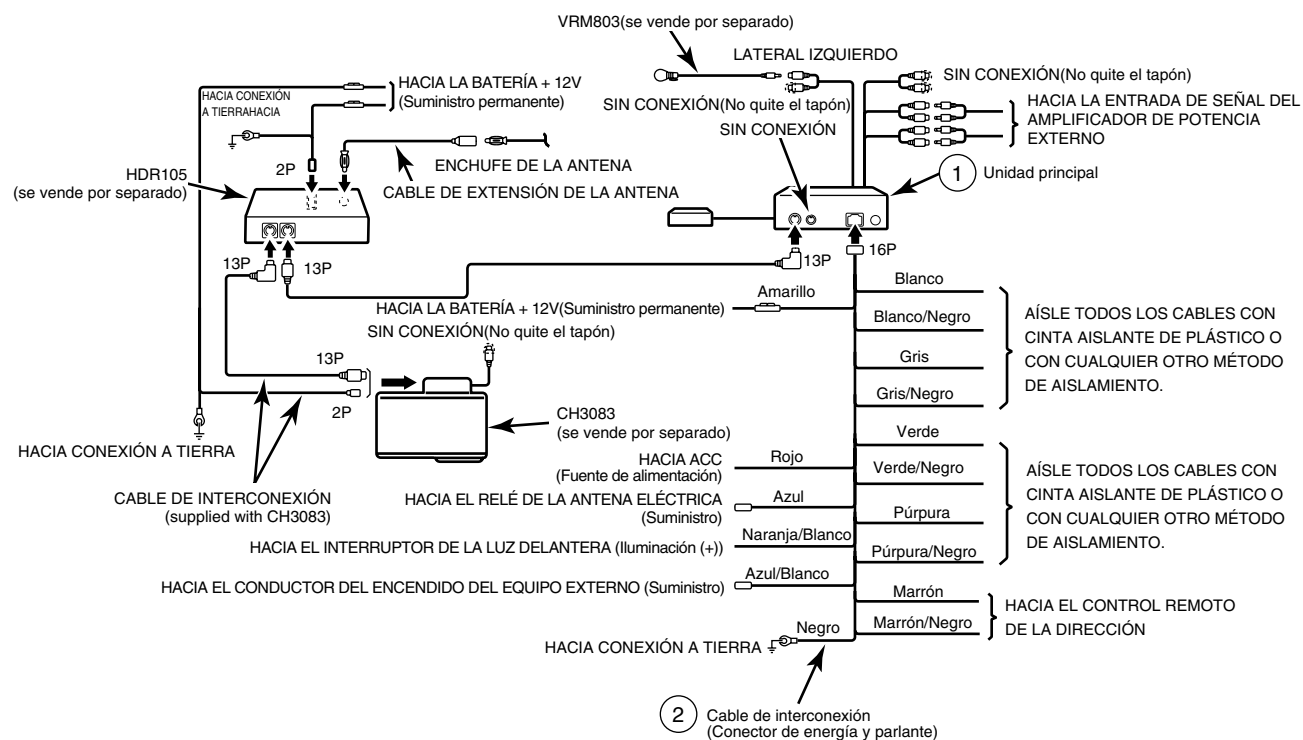 VRM803(se vende por separado)
LATERAL IZQUIERDO
HACIA LA BATERÍA + 12V
(Suministro permanente)
HACIA CONEXIÓN
A TIERRAHACIA
SIN CONEXIÓN(No quite el tapón)
SIN CONEXIÓN(No quite el tapón)
HACIA LA ENTRADA DE SEÑAL DEL
AMPLIFICADOR DE POTENCIA
EXTERNO
SIN CONEXIÓN
2P
ENCHUFE DE LA ANTENA
CABLE DE EXTENSIÓN DE LA ANTENA
HDR105
(se vende por separado)
1
Unidad principal
13P
13P
13P
16P
HACIA LA BATERÍA + 12V(Suministro permanente)
Amarillo
SIN CONEXIÓN(No quite el tapón)
13P
2P
CH3083
(se vende por separado)
HACIA CONEXIÓN A TIERRA
CABLE DE INTERCONEXIÓN
(supplied with CH3083)
Blanco
Blanco/Negro
Gris
Gris/Negro
AÍSLE TODOS LOS CABLES CON
CINTA AISLANTE DE PLÁSTICO O
CON CUALQUIER OTRO MÉTODO
DE AISLAMIENTO.
HACIA ACC
(Fuente de alimentación)
Rojo
HACIA EL RELÉ DE LA ANTENA ELÉCTRICA
(Suministro)
Azul
HACIA EL INTERRUPTOR DE LA LUZ DELANTERA (Iluminación (+))
Naranja/Blanco
HACIA EL CONDUCTOR DEL ENCENDIDO DEL EQUIPO EXTERNO (Suministro)
Azul/Blanco
Verde
Verde/Negro
Púrpura
Púrpura/Negro
AÍSLE TODOS LOS CABLES CON
CINTA AISLANTE DE PLÁSTICO O
CON CUALQUIER OTRO MÉTODO
DE AISLAMIENTO.
Marrón
Marrón/Negro
HACIA EL CONTROL REMOTO
DE LA DIRECCIÓN
Negro
HACIA CONEXIÓN A TIERRA
2
Cable de interconexión
(Conector de energía y parlante)